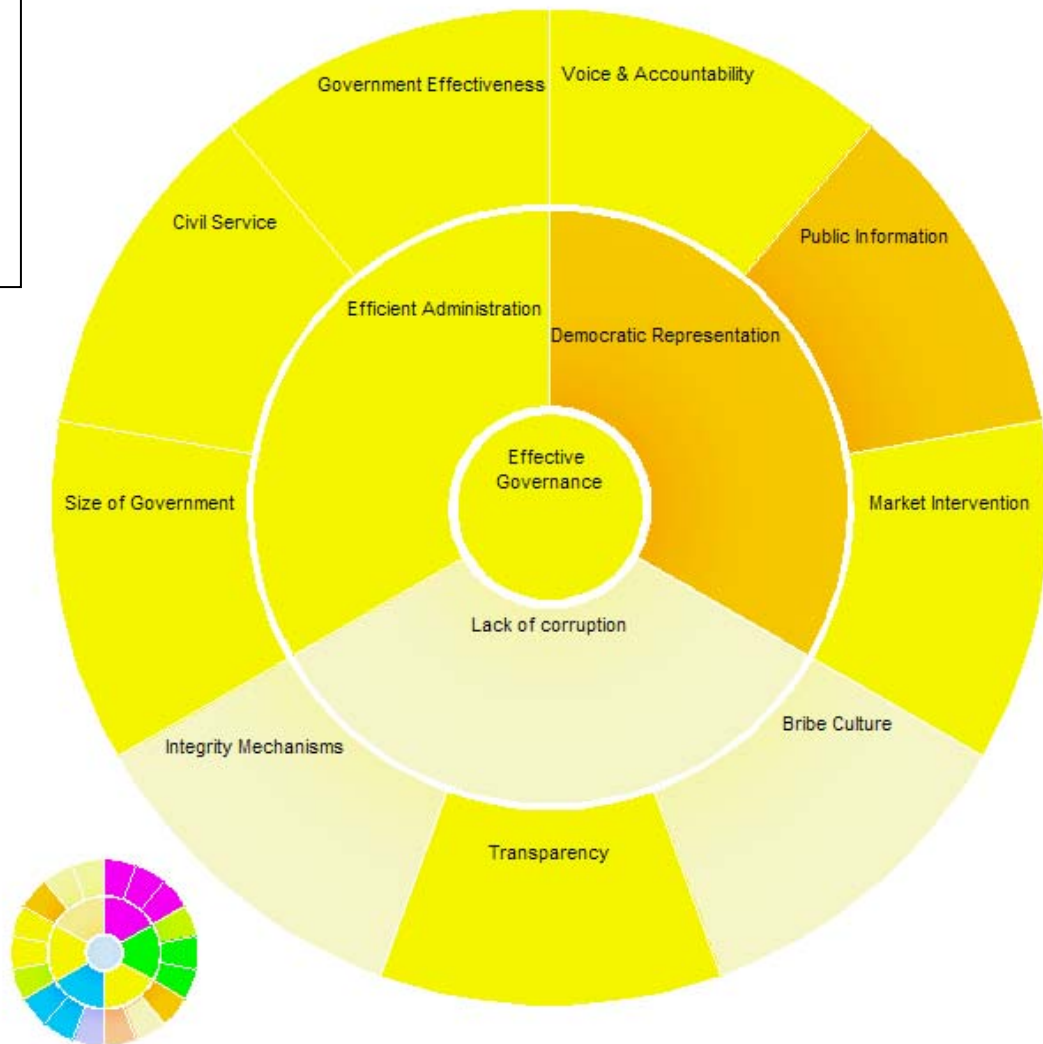 Government Effectiveness
Voice & Accountability
Civil Service
Public Information
Efficient Administration
Democratic Representation
Effective
Governance
Size of Government
Market Intervention
Lack of corruption
Integrity Mechanisms
Bribe Culture
Transparency